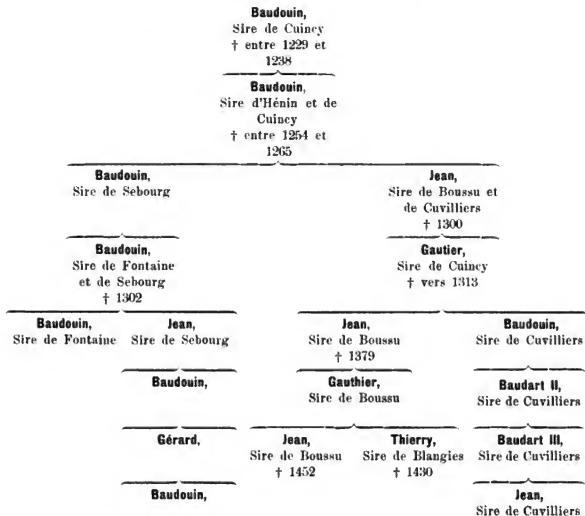 Baudouin,
Sire de Cuincy
† entre 1229 et
1238
Baudouin,
Sire d'Hénin et de
Cuincy
† entre 1254 et
1265
Baudouin,
Sire de Sebourg
Jean,
Sire de Boussu et
de Cuvilliers
† 1300
Baudouin,
Sire de Fontaine
et de Sebourg
† 1302
Gautier,
Sire de Cuincy
† vers 1313
Baudouin,
Sire de Fontaine
Jean,
Sire de Sebourg
Jean,
Sire de Boussu
† 1379
Baudouin,
Sire de Cuvilliers
Baudouin,
Gauthier,
Sire de Boussu
Baudart II,
Sire de Cuvilliers
Gérard,
Jean,
Sire de Boussu
† 1452
Thierry,
Sire de Blangies
† 1430
Baudart III,
Sire de Cuvilliers
Baudouin,
Jean,
Sire de Cuvilliers